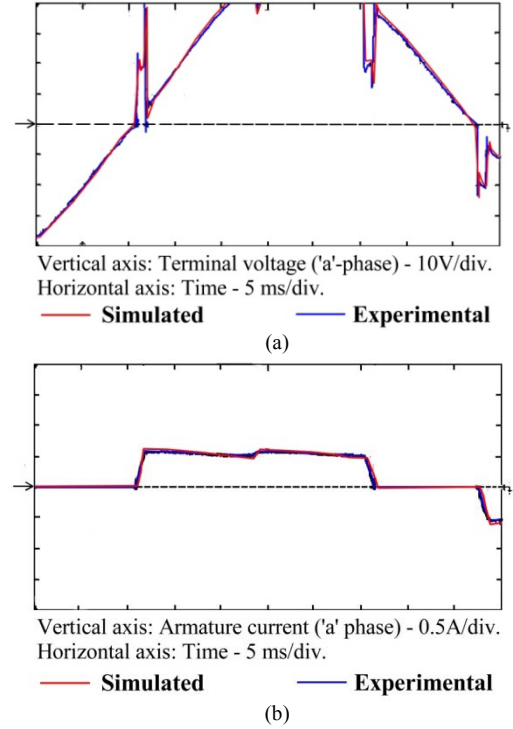 Vertical axis: Terminal voltage ('a'-phase) - 10V/div.
Horizontal axis: Time - 5 ms/div.
Simulated Experimental
(a)
Vertical axis: Armature current ('a' phase) - 0.5A/div.
Horizontal axis: Time - 5 ms/div.
Simulated Experimental
(b)